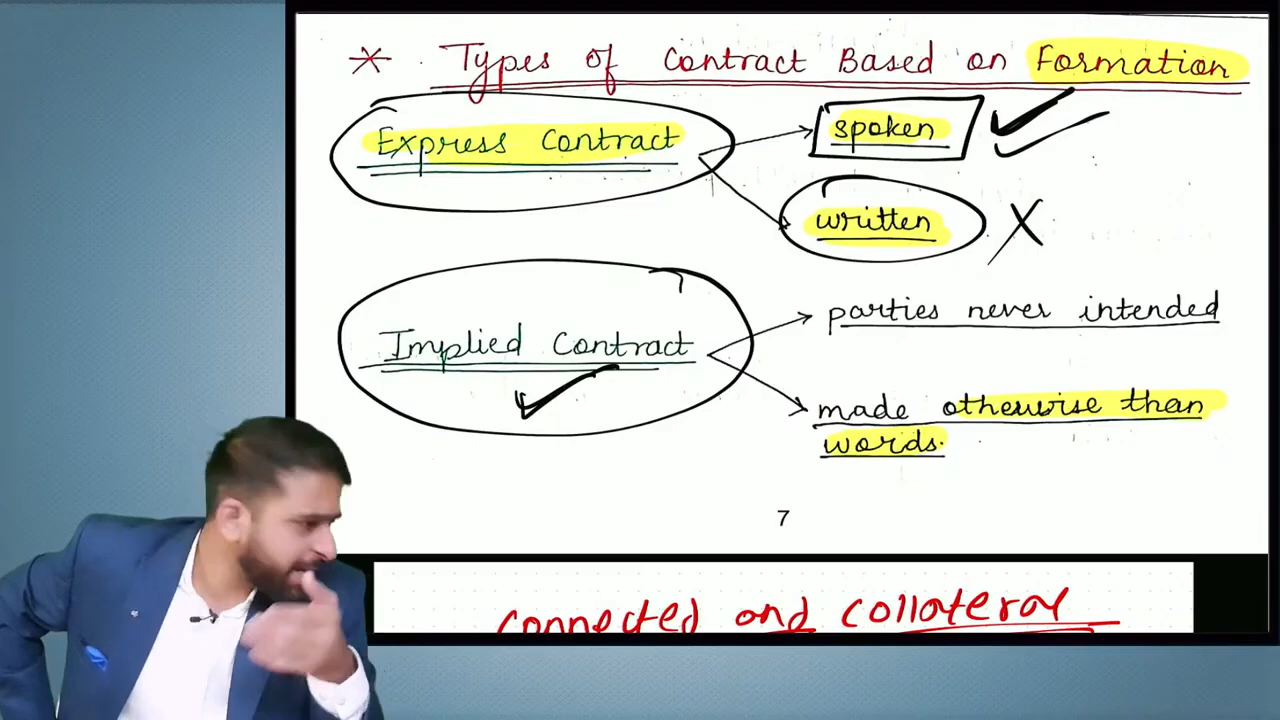 * Types of Contract Based on Formation
Express Contract
spoken
written
Implied Contract
parties never intended
made otherwise than
words.
7
connected and collateral